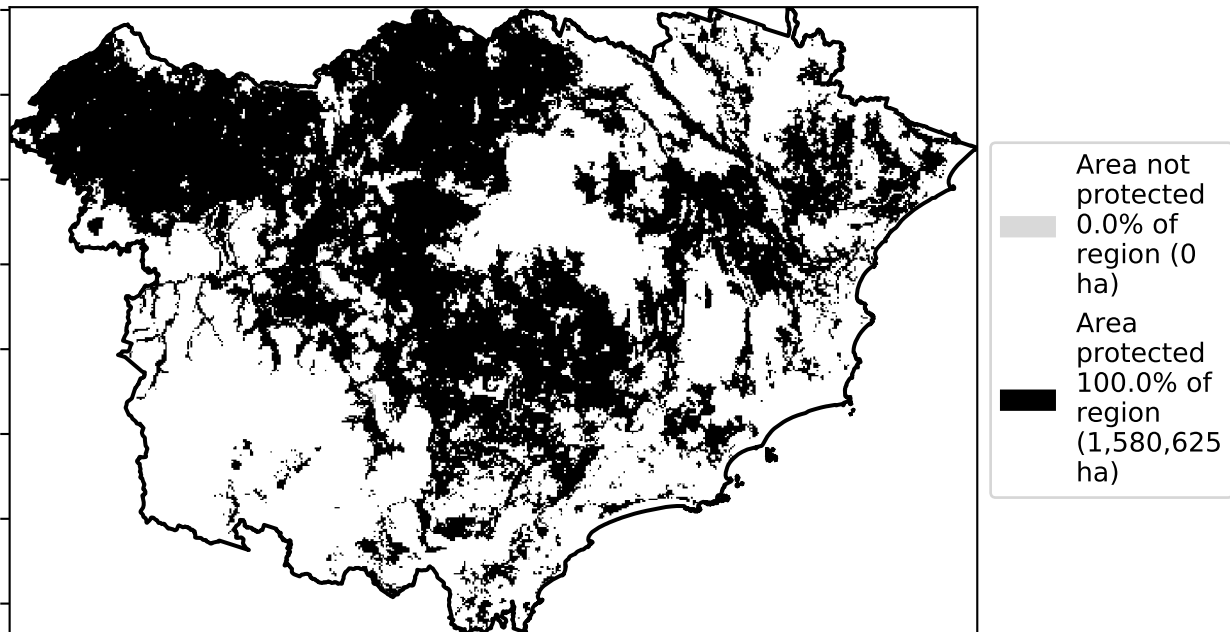 Area not
protected
0.0% of
region (0
ha)
Area
protected
100.0% of
region
(1,580,625
ha)